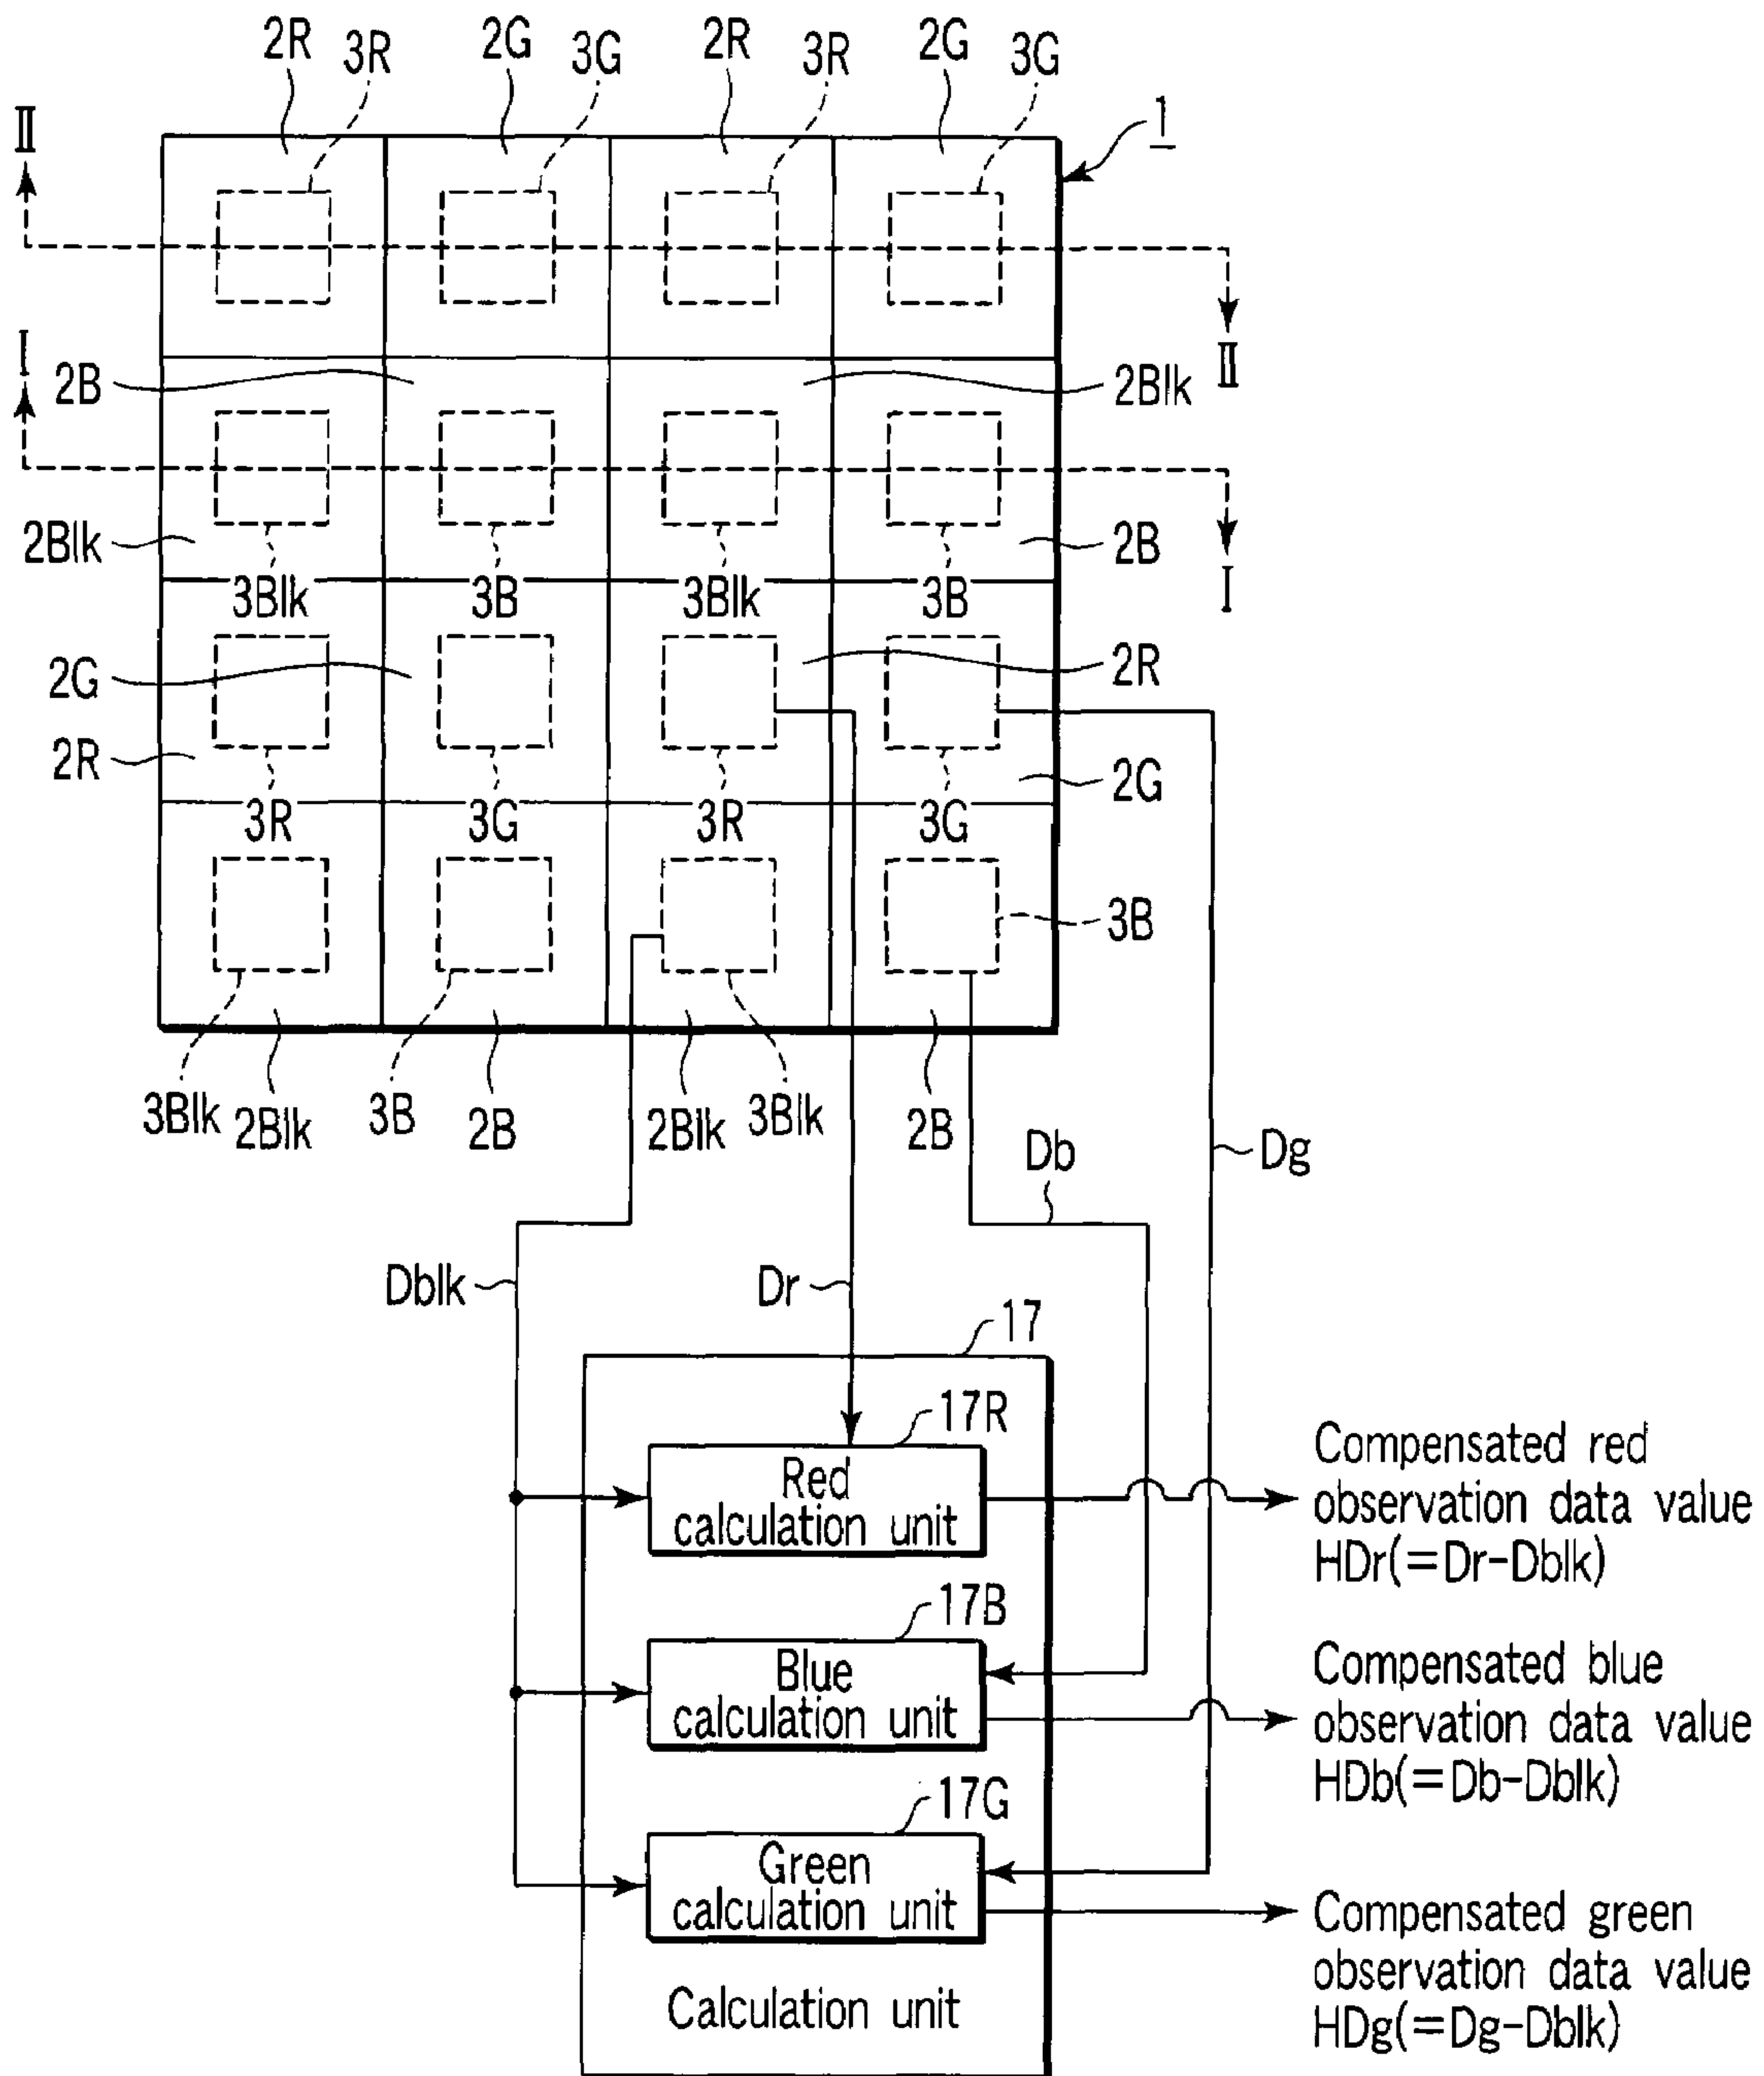 2R 3R 2G 3G 2R 3R 2G 3G
1
II
II
I
2B 2Blk
2Blk 2B
I
3Blk 3B 3Blk 3B
2G 2R
2R 2G
3R 3G 3R 3G
3B
3Blk 2Blk 3B 2B 2Blk 3Blk 2B
Db Dg
Dblk Dr
17
17R
Red
calculation unit
Compensated red
observation data value
HDr(=Dr-Dblk)
17B
Blue
calculation unit
Compensated blue
observation data value
HDb(=Db-Dblk)
17G
Green
calculation unit
Compensated green
observation data value
HDg(=Dg-Dblk)
Calculation unit